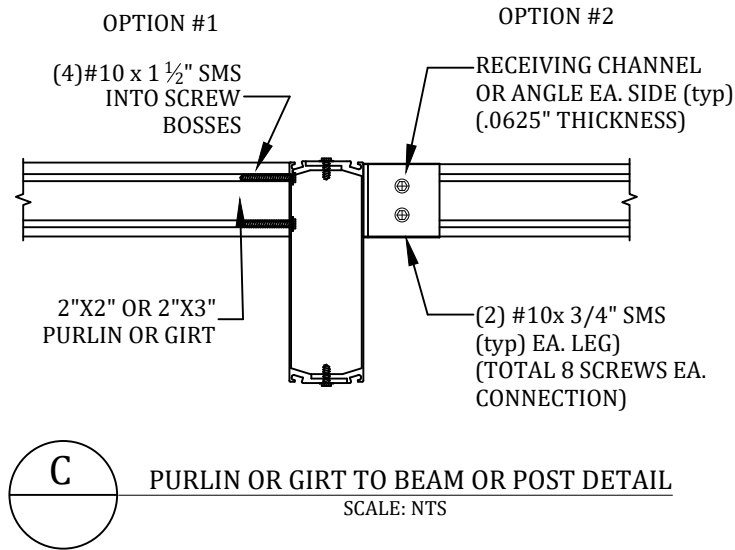 OPTION #1
(4)#10 x 1 ½" SMS
INTO SCREW
BOSSES
2"X2" OR 2"X3"
PURLIN OR GIRT
OPTION #2
RECEIVING CHANNEL
OR ANGLE EA. SIDE (typ)
(.0625" THICKNESS)
(2) #10x 3/4" SMS
(typ) EA. LEG)
(TOTAL 8 SCREWS EA.
CONNECTION)
C
PURLIN OR GIRT TO BEAM OR POST DETAIL
SCALE: NTS